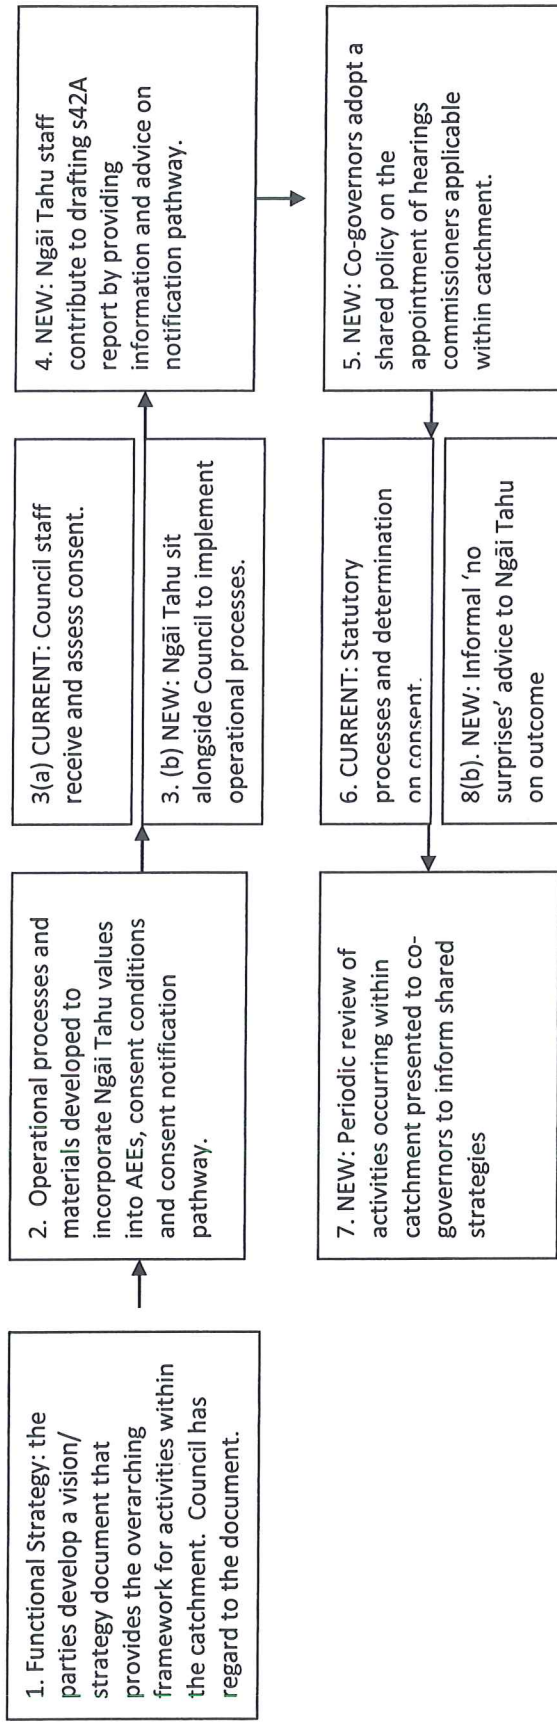 1. Functional Strategy: the
parties develop a vision/
strategy document that
provides the overarching
framework for activities within
the catchment. Council has
regard to the document.
2. Operational processes and
materials developed to
incorporate Ngāi Tahu values
into AEEs, consent conditions
and consent notification
pathway.
3(a) CURRENT: Council staff
receive and assess consent.
3. (b) NEW: Ngāi Tahu sit
alongside Council to implement
operational processes.
4. NEW: Ngāi Tahu staff
contribute to drafting s42A
report by providing
information and advice on
notification pathway.
5. NEW: Co-governors adopt a
shared policy on the
appointment of hearings
commissioners applicable
within catchment.
6. CURRENT: Statutory
processes and determination
on consent.
8(b). NEW: Informal ‘no
surprises’ advice to Ngāi Tahu
on outcome
7. NEW: Periodic review of
activities occurring within
catchment presented to co-
governors to inform shared
strategies